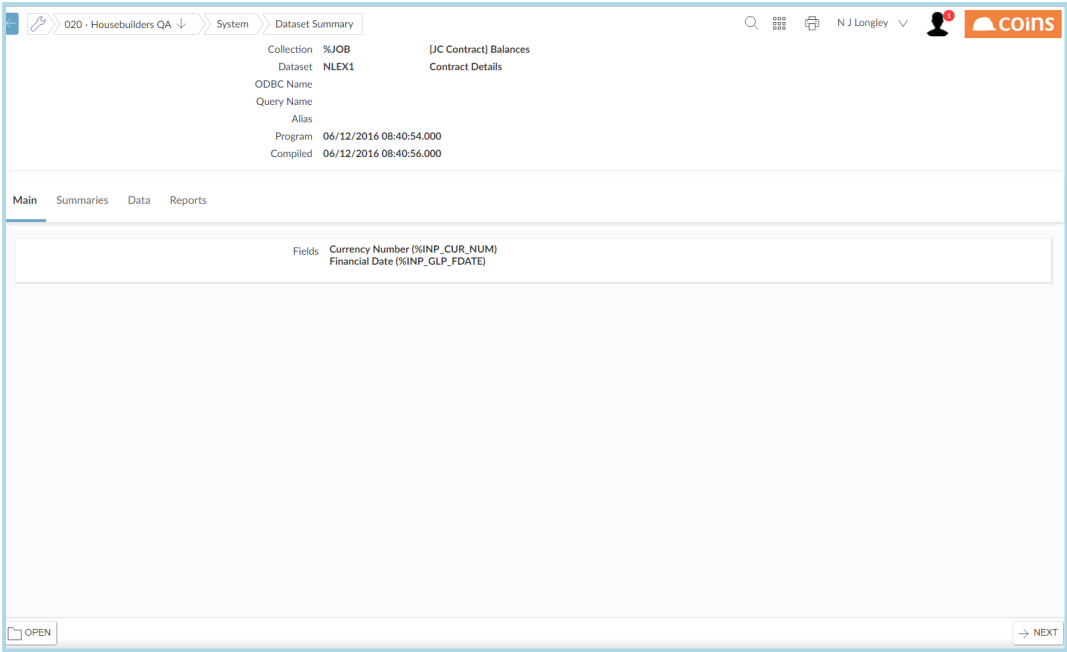 020 - Housebuilders QA System Dataset Summary N J Longley 1 coins
Collection %JOB {JC Contract} Balances
Dataset NLEX1 Contract Details
ODBC Name
Query Name
Alias
Program 06/12/2016 08:40:54.000
Compiled 06/12/2016 08:40:56.000
Main Summaries Data Reports
Fields Currency Number (%INP_CUR_NUM)
Financial Date (%INP_GLP_FDATE)
OPEN NEXT